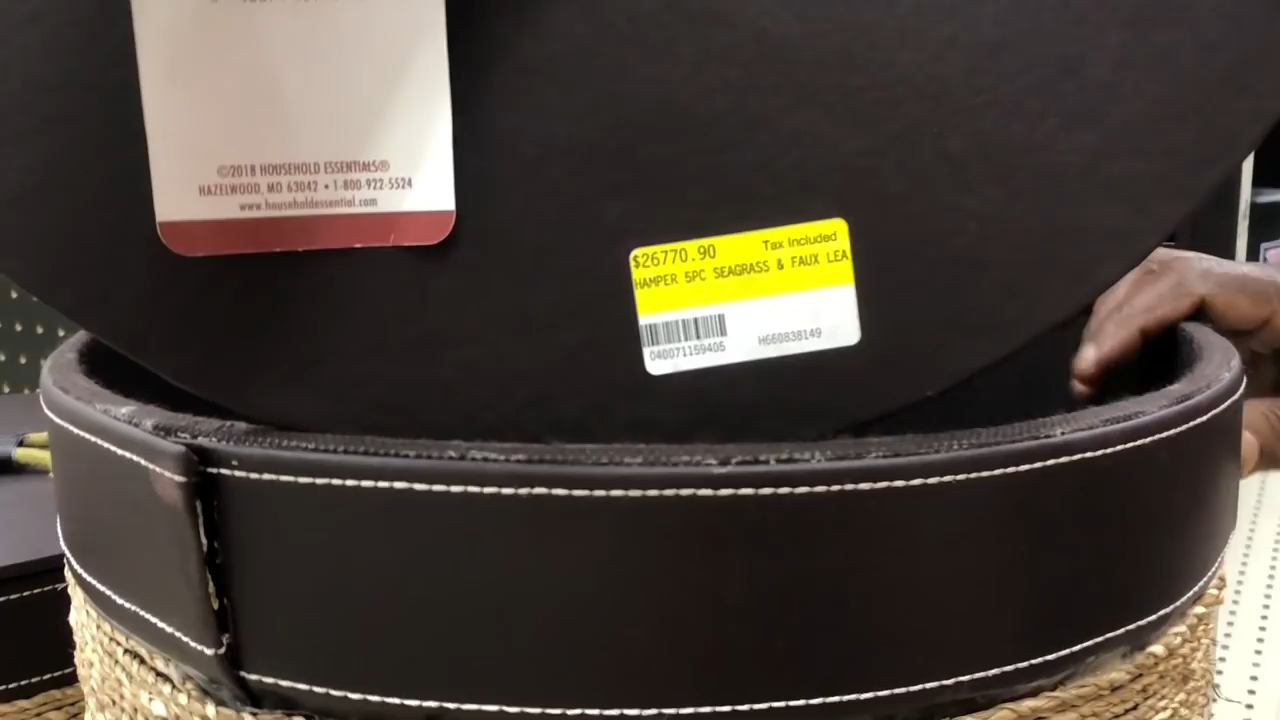 ©2018 HOUSEHOLD ESSENTIALS®
HAZELWOOD, MO 63042 • 1-800-922-5524
www.householdessential.com
$26770.90 Tax Included
HAMPER 5PC SEAGRASS & FAUX LEA
040071159405 H660838149